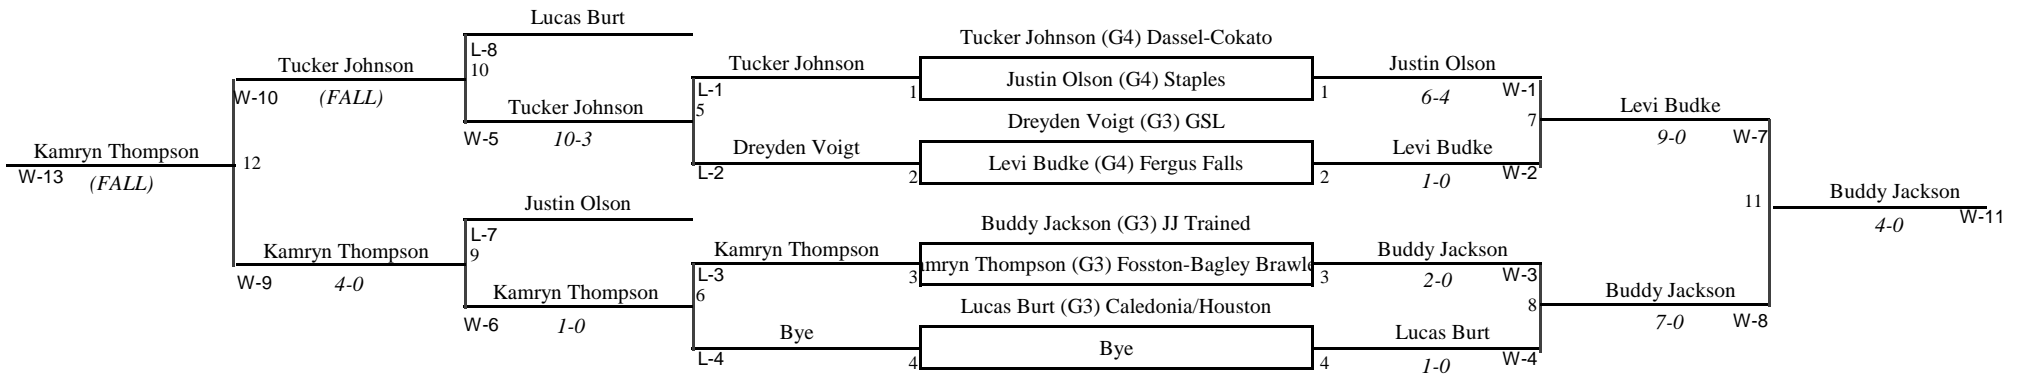 Lucas Burt
L-8
10
Tucker Johnson
W-10
(FALL)
Tucker Johnson
W-5
10-3
Kamryn Thompson
W-13
(FALL)
12
Justin Olson
L-7
9
Kamryn Thompson
W-9
4-0
Kamryn Thompson
W-6
1-0
Tucker Johnson
L-1
5
Dreyden Voigt
L-2
Kamryn Thompson
L-3
6
Bye
L-4
Tucker Johnson (G4) Dassel-Cokato
1 Justin Olson (G4) Staples 1
Dreyden Voigt (G3) GSL
2 Levi Budke (G4) Fergus Falls 2
Buddy Jackson (G3) JJ Trained
3 mryn Thompson (G3) Fosston-Bagley Brawle 3
Lucas Burt (G3) Caledonia/Houston
4 Bye 4
Justin Olson
6-4
W-1
7
Levi Budke
1-0
W-2
Buddy Jackson
2-0
W-3
8
Lucas Burt
1-0
W-4
Levi Budke
9-0
W-7
11
Buddy Jackson
7-0
W-8
Buddy Jackson
4-0
W-11